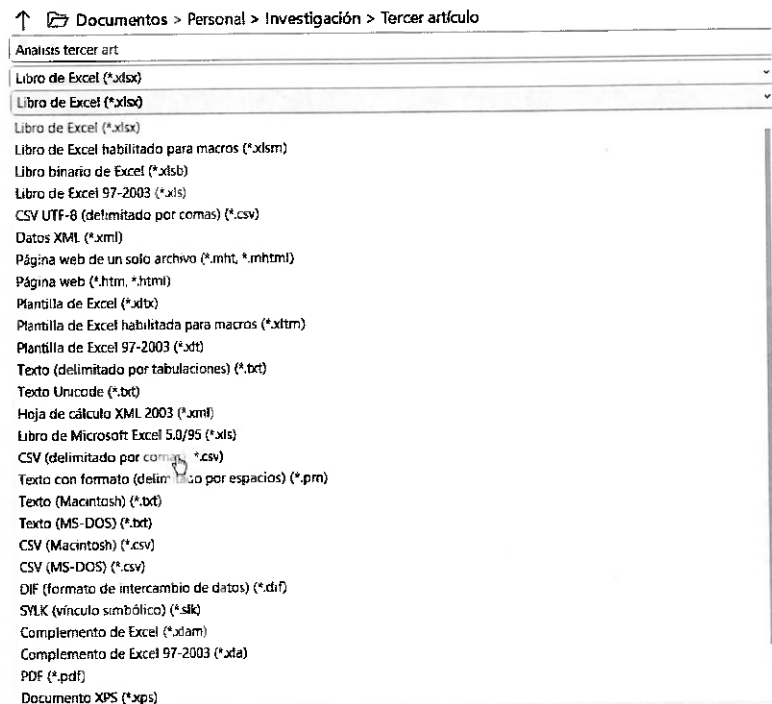 Documentos > Personal > Investigación > Tercer artículo
Analisis tercer art
Libro de Excel (*.xlsx)
Libro de Excel (*.xlsx)
Libro de Excel (*.xlsx)
Libro de Excel habilitado para macros (*.xlsm)
Libro binario de Excel (*.xlsb)
Libro de Excel 97-2003 (*.xls)
CSV UTF-8 (delimitado por comas) (*.csv)
Datos XML (*.xml)
Página web de un solo archivo (*.mht, *.mhtml)
Página web (*.htm, *.html)
Plantilla de Excel (*.xltx)
Plantilla de Excel habilitada para macros (*.xltm)
Plantilla de Excel 97-2003 (*.xlt)
Texto (delimitado por tabulaciones) (*.txt)
Texto Unicode (*.txt)
Hoja de cálculo XML 2003 (*.xml)
Libro de Microsoft Excel 5.0/95 (*.xls)
CSV (delimitado por comas) (*.csv)
Texto con formato (delimitado por espacios) (*.prn)
Texto (Macintosh) (*.txt)
Texto (MS-DOS) (*.txt)
CSV (Macintosh) (*.csv)
CSV (MS-DOS) (*.csv)
DIF (formato de intercambio de datos) (*.dif)
SYLK (vínculo simbólico) (*.slk)
Complemento de Excel (*.xlam)
Complemento de Excel 97-2003 (*.xla)
PDF (*.pdf)
Documento XPS (*.xps)